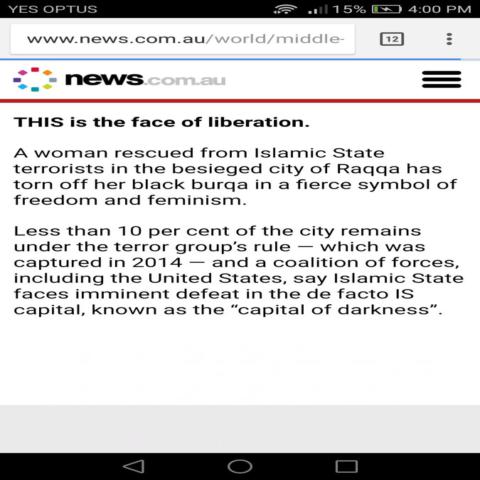 YES OPTUS 15% 4:00 PM
www.news.com.au/world/middle- 12
news.com.au
THIS is the face of liberation.
A woman rescued from Islamic State
terrorists in the besieged city of Raqqa has
torn off her black burqa in a fierce symbol of
freedom and feminism.
Less than 10 per cent of the city remains
under the terror group's rule — which was
captured in 2014 — and a coalition of forces,
including the United States, say Islamic State
faces imminent defeat in the de facto IS
capital, known as the "capital of darkness".